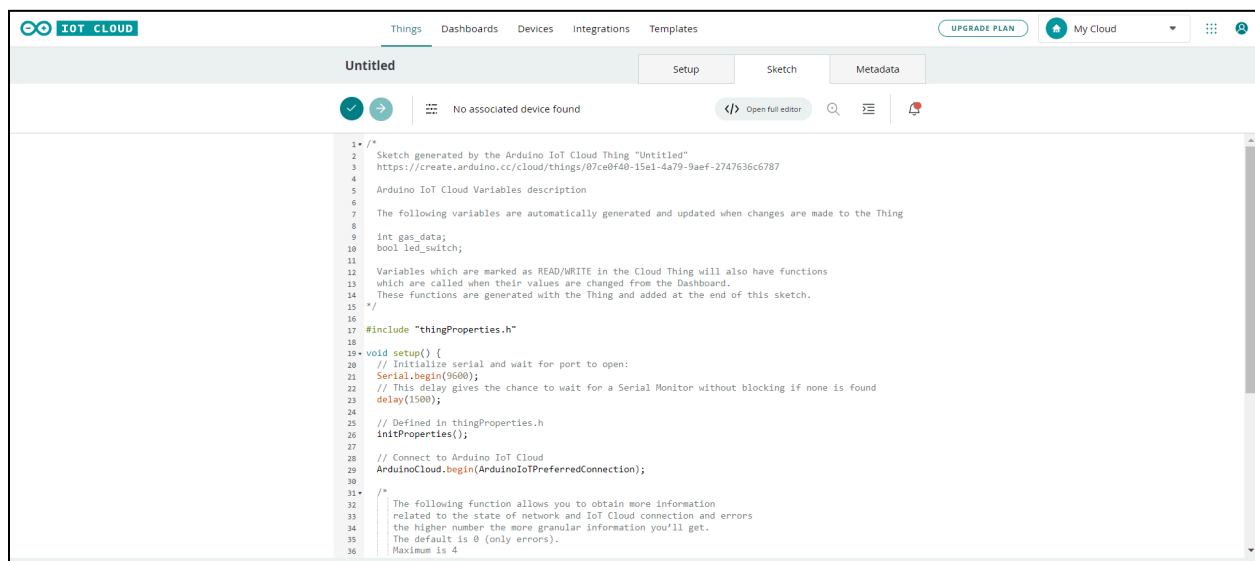 IOT CLOUD
Things Dashboards Devices Integrations Templates
UPGRADE PLAN
My Cloud
Untitled
Setup Sketch Metadata
No associated device found
</> Open full editor
1 /*
2 Sketch generated by the Arduino IoT Cloud Thing "Untitled"
3 https://create.arduino.cc/cloud/things/07ce0f40-15e1-4a79-9aef-2747636c6787
4
5 Arduino IoT Cloud Variables description
6
7 The following variables are automatically generated and updated when changes are made to the Thing
8
9 int gas_data;
10 bool led_switch;
11
12 Variables which are marked as READ/WRITE in the Cloud Thing will also have functions
13 which are called when their values are changed from the Dashboard.
14 These functions are generated with the Thing and added at the end of this sketch.
15 */
16
17 #include "thingProperties.h"
18
19 void setup() {
20 // Initialize serial and wait for port to open:
21 Serial.begin(9600);
22 // This delay gives the chance to wait for a Serial Monitor without blocking if none is found
23 delay(1500);
24
25 // Defined in thingProperties.h
26 initProperties();
27
28 // Connect to Arduino IoT Cloud
29 ArduinoCloud.begin(ArduinoIoTPreferredConnection);
30
31 /*
32 The following function allows you to obtain more information
33 related to the state of network and IoT Cloud connection and errors
34 the higher number the more granular information you'll get.
35 The default is 0 (only errors).
36 Maximum is 4